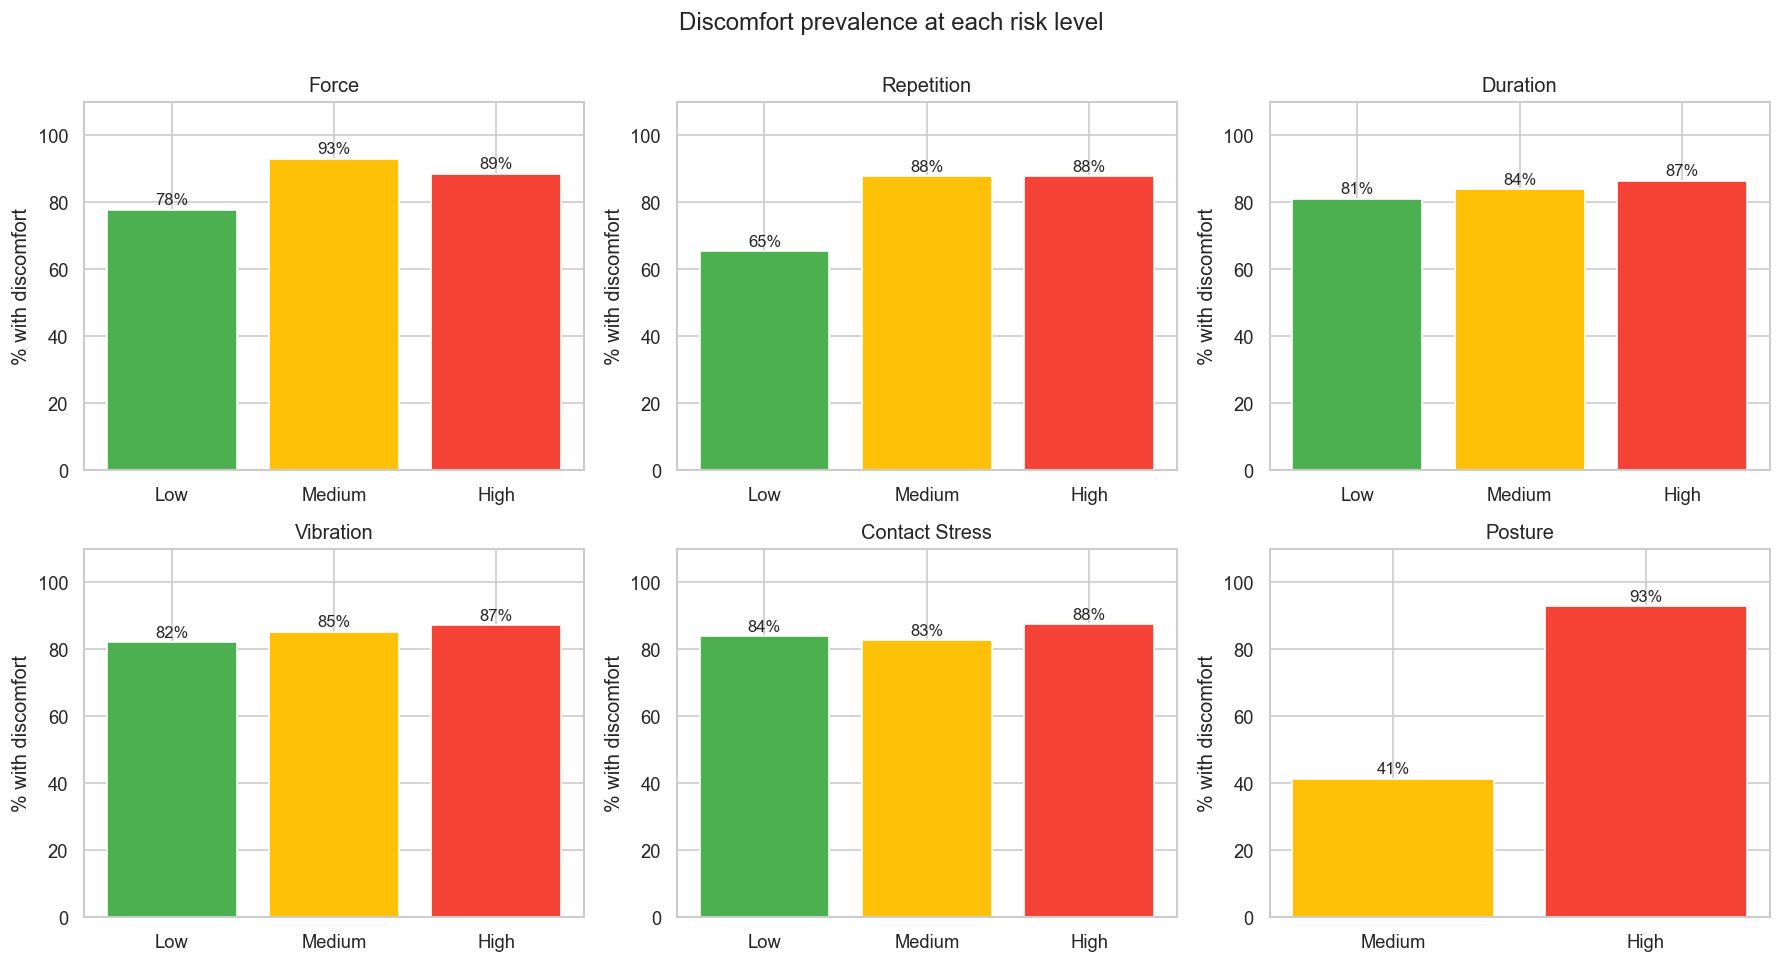 Discomfort prevalence at each risk level
Force
% with discomfort
100
80
60
40
20
0
78%
93%
89%
Low
Medium
High
Repetition
% with discomfort
100
80
60
40
20
0
65%
88%
88%
Low
Medium
High
Duration
% with discomfort
100
80
60
40
20
0
81%
84%
87%
Low
Medium
High
Vibration
% with discomfort
100
80
60
40
20
0
82%
85%
87%
Low
Medium
High
Contact Stress
% with discomfort
100
80
60
40
20
0
84%
83%
88%
Low
Medium
High
Posture
% with discomfort
100
80
60
40
20
0
41%
93%
Medium
High